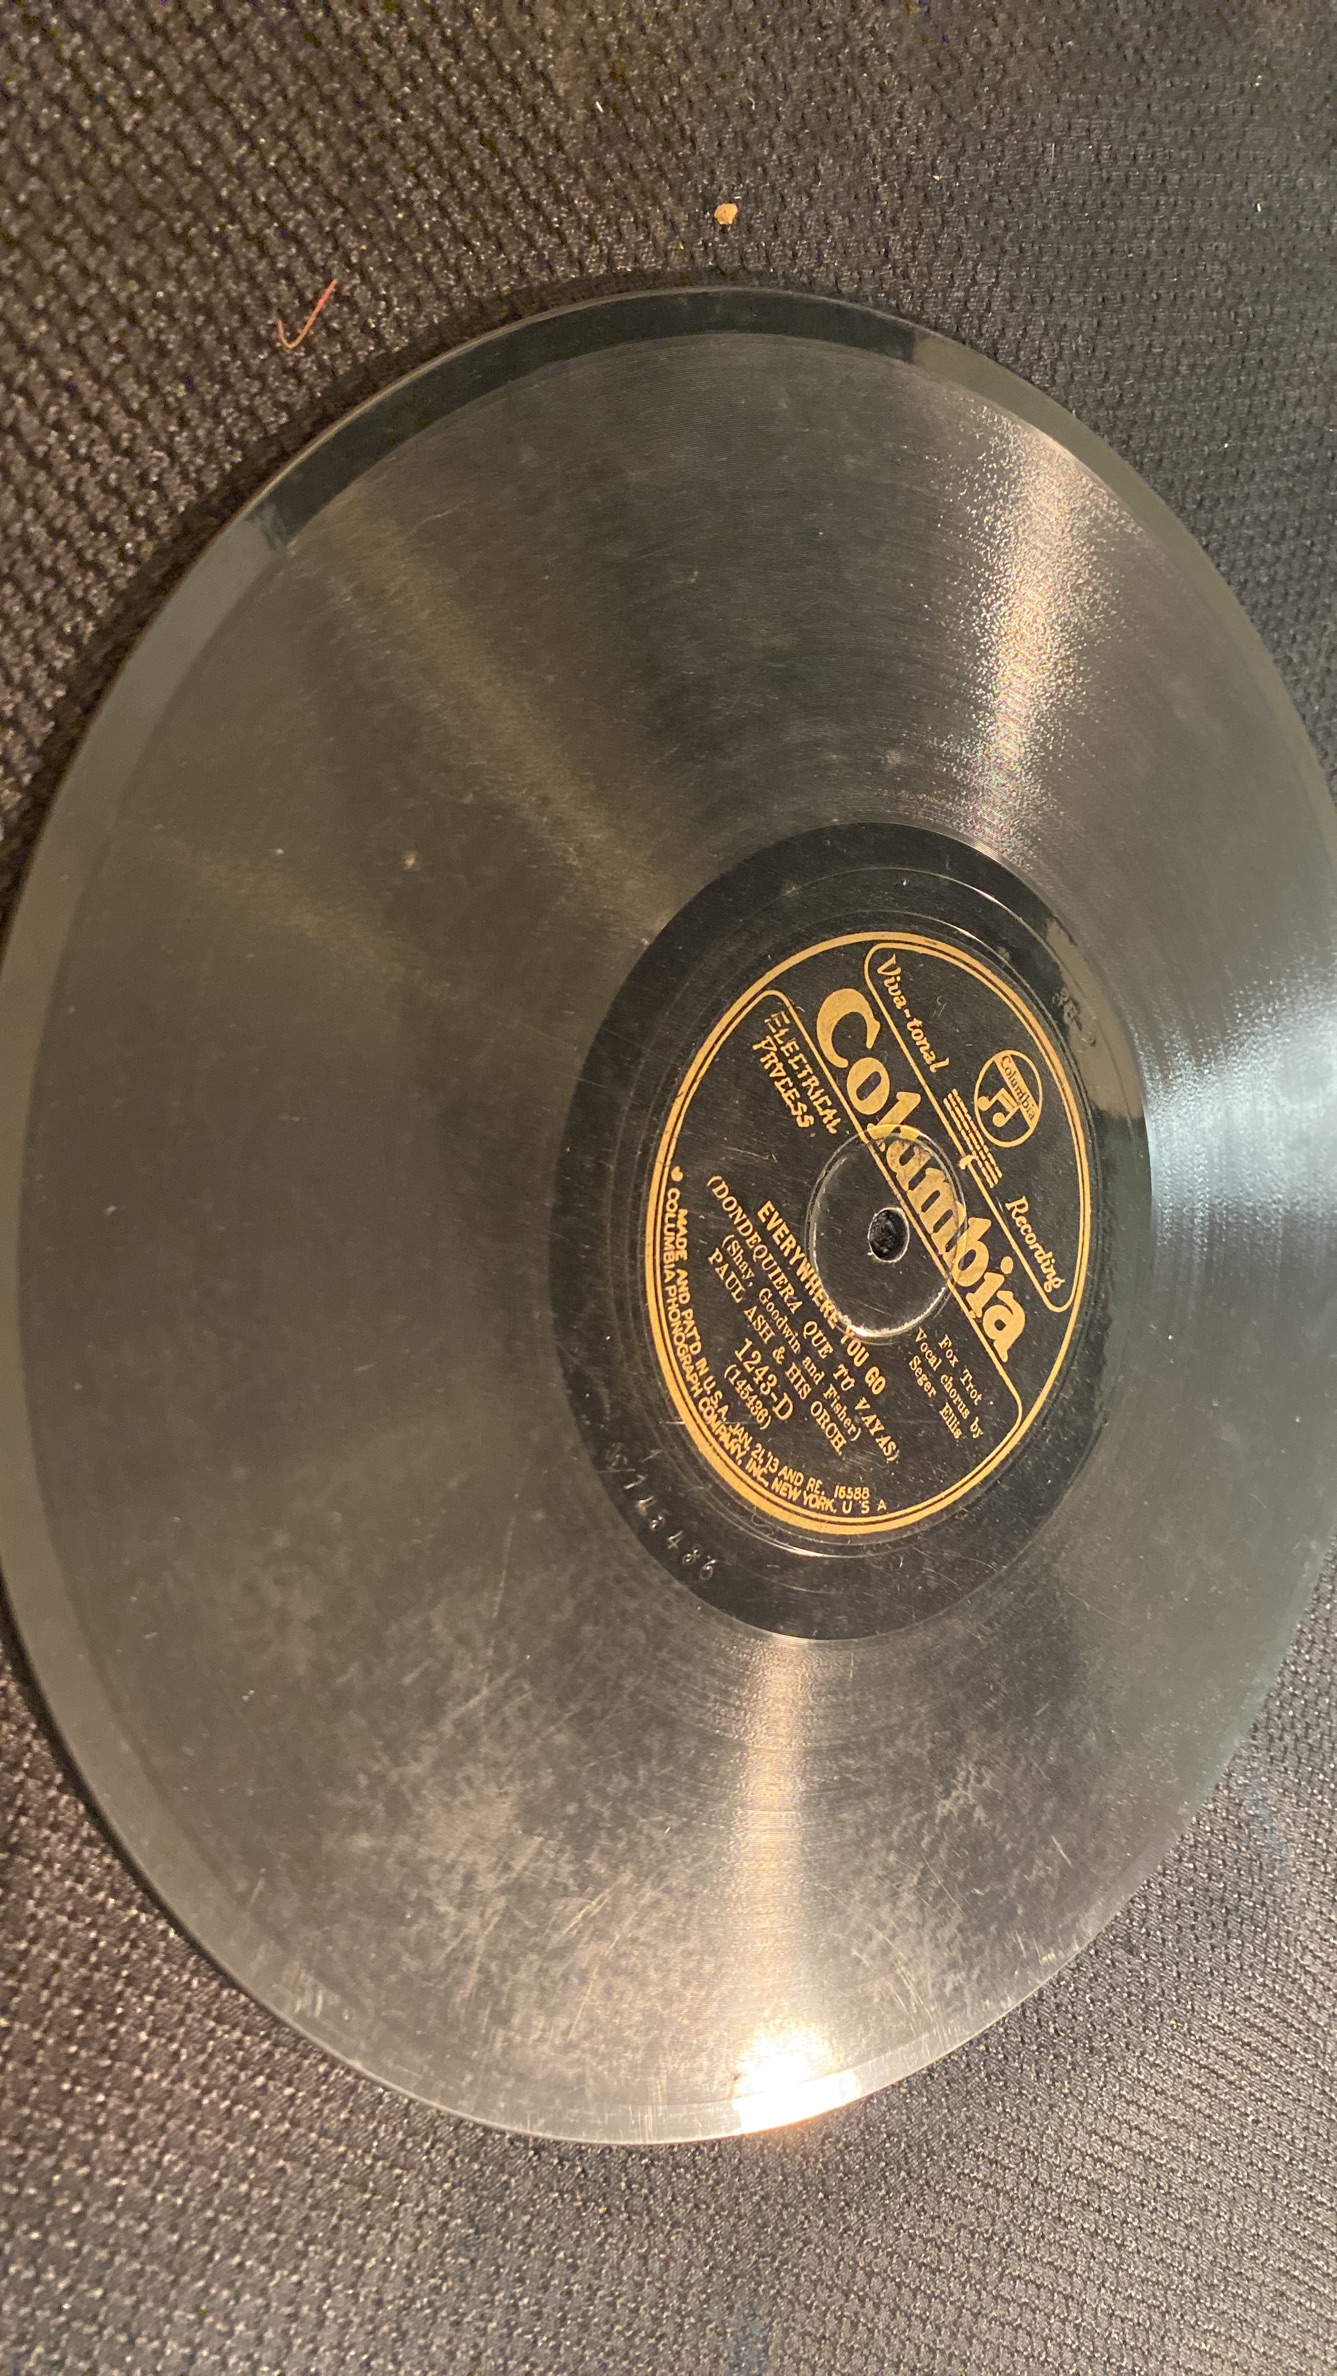 Columbia
Viva-tonal Recording
Columbia
ELECTRICAL
PROCESS
Fox Trot
Vocal chorus by
Seger Ellis
EVERYWHERE YOU GO
(DONDEQUIERA QUE TÚ VAYAS)
(Shay, Goodwin and Fisher)
PAUL ASH & HIS ORCH.
1243-D
(145486)
MADE AND PAT'D IN U.S.A. JAN. 21,'13 AND RE. 16588
COLUMBIA PHONOGRAPH COMPANY, INC. NEW YORK, U S A
145486